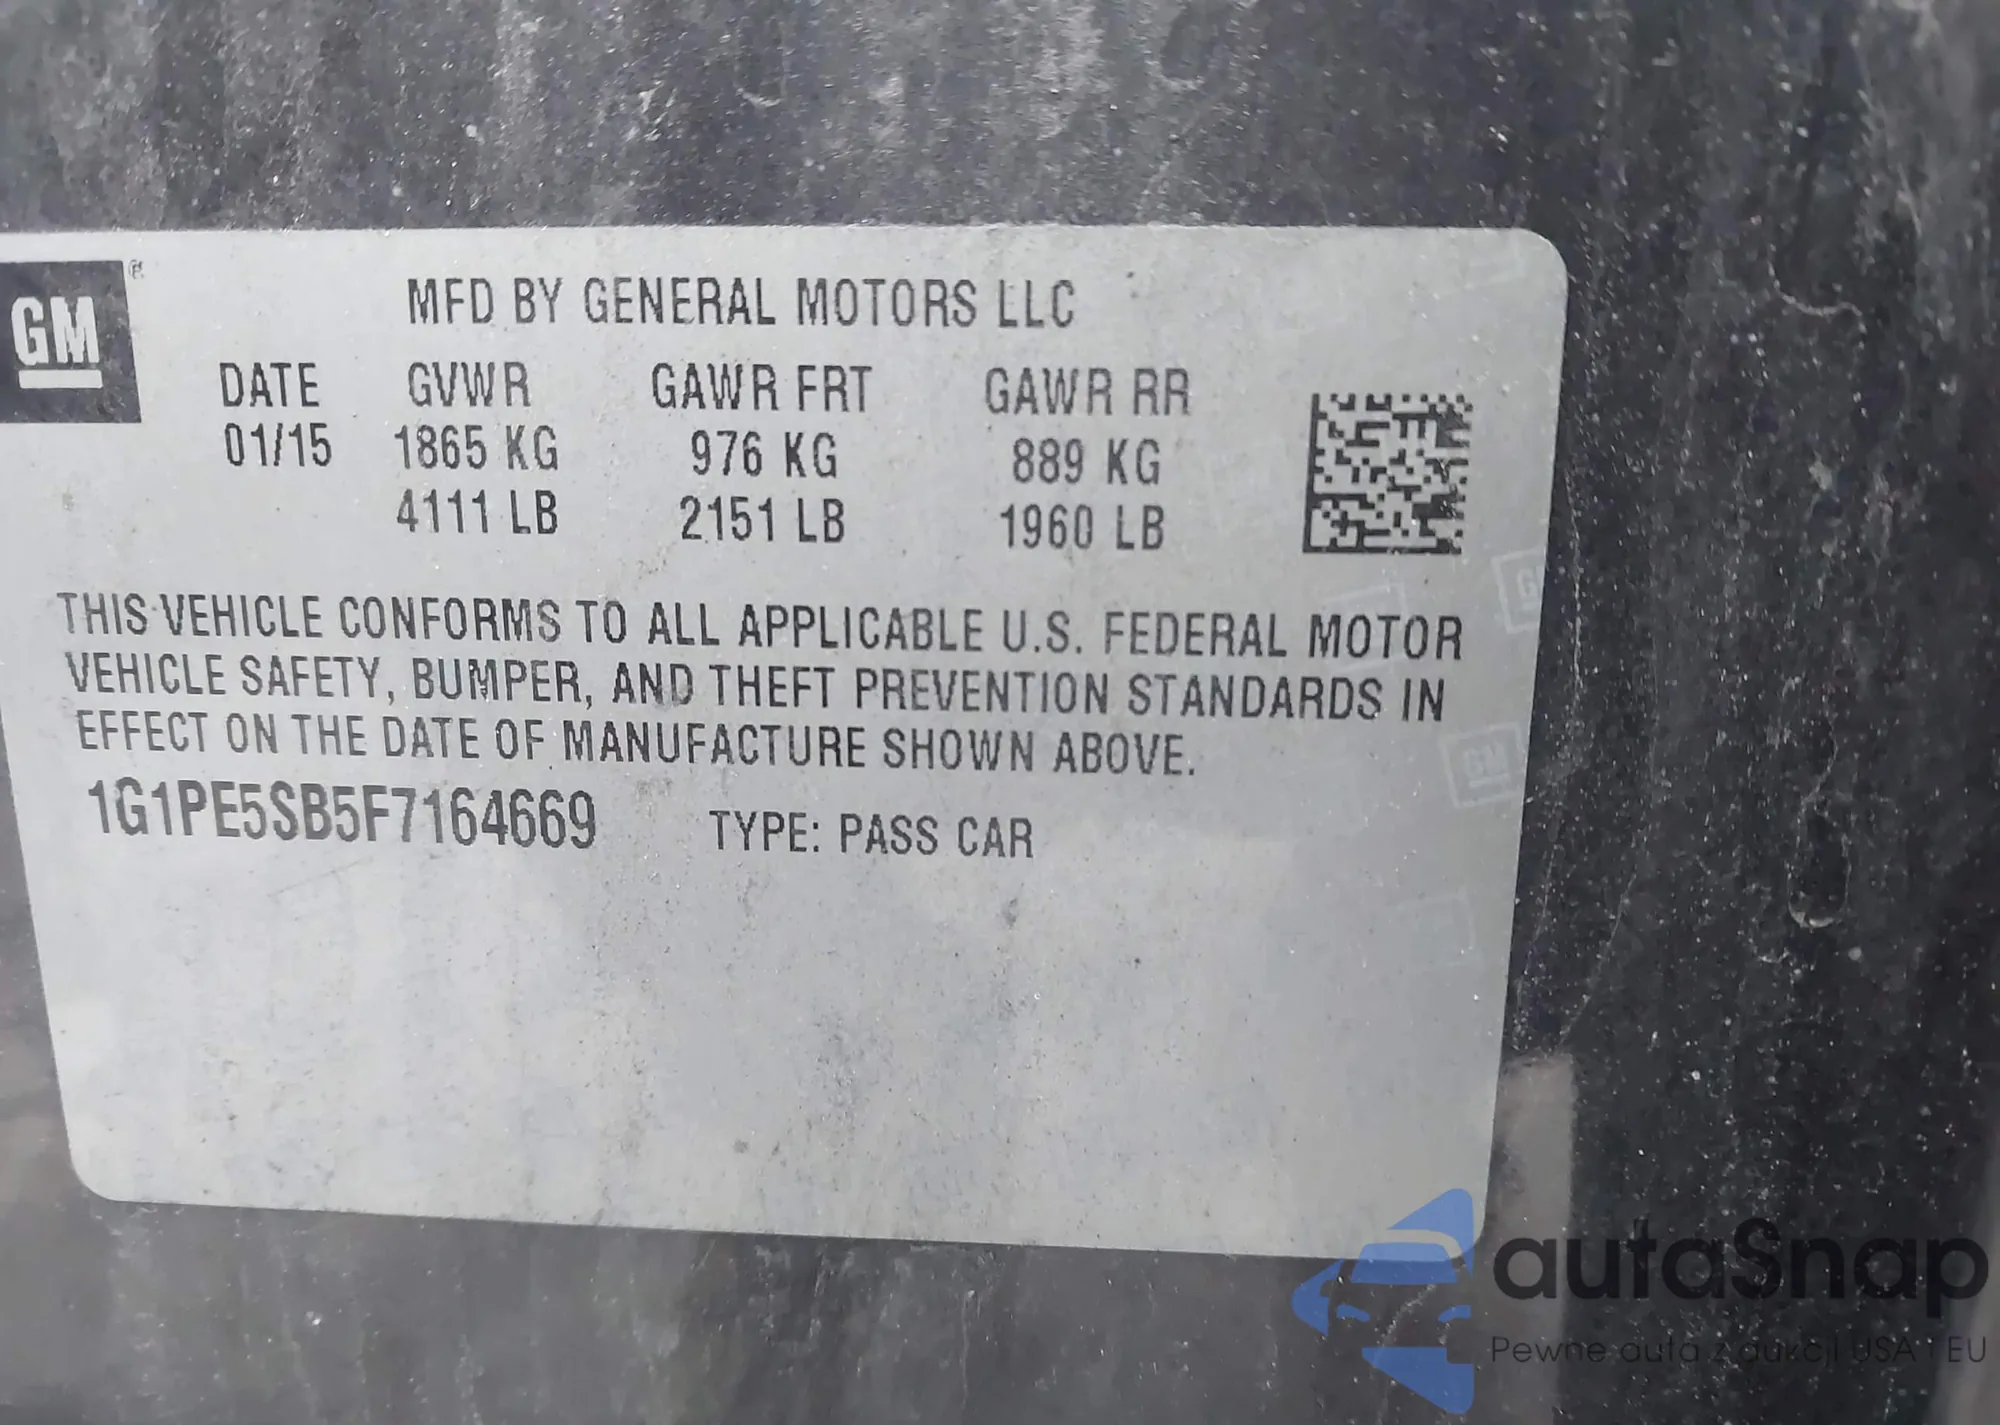 GM®
MFD BY GENERAL MOTORS LLC
DATE GVWR GAWR FRT GAWR RR
01/15 1865 KG 976 KG 889 KG
4111 LB 2151 LB 1960 LB
THIS VEHICLE CONFORMS TO ALL APPLICABLE U.S. FEDERAL MOTOR
VEHICLE SAFETY, BUMPER, AND THEFT PREVENTION STANDARDS IN
EFFECT ON THE DATE OF MANUFACTURE SHOWN ABOVE.
1G1PE5SB5F7164669 TYPE: PASS CAR
GM
GM
autaSnap
Pewne auta z aukcji USA i EU